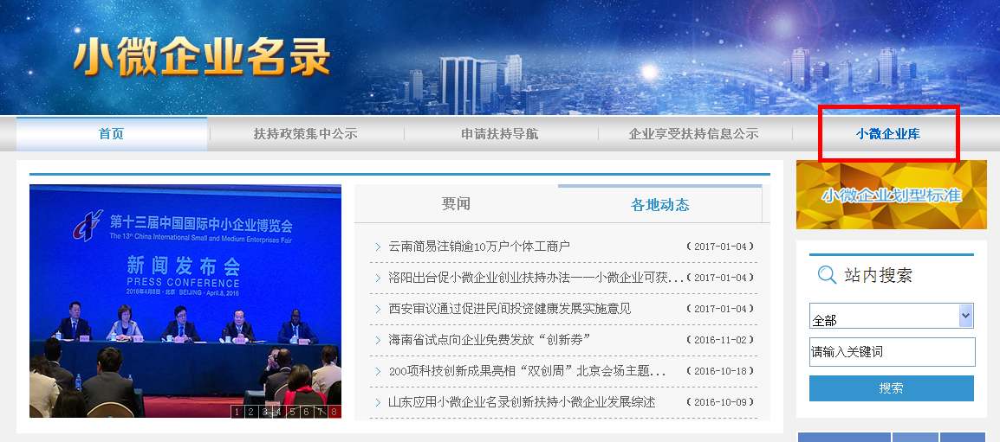 小微企业名录
首页
扶持政策集中公示
申请扶持导航
企业享受扶持信息公示
小微企业库
第十三届中国国际中小企业博览会
The 13th China International Small and Medium Enterprises Fair
新闻发布会
PRESS CONFERENCE
2016年4月8日·北京 BEIJING·April.8, 2016
1 2 3 4 5 6 7 8
要闻
各地动态
云南简易注销逾10万户个体工商户 (2017-01-04)
洛阳出台促小微企业创业扶持办法——小微企业可获... (2017-01-04)
西安审议通过促进民间投资健康发展实施意见 (2017-01-04)
海南省试点向企业免费发放“创新券” (2016-11-02)
200项科技创新成果亮相“双创周”北京会场主题... (2016-10-18)
山东应用小微企业名录创新扶持小微企业发展综述 (2016-10-09)
小微企业划型标准
站内搜索
全部
请输入关键词
搜索